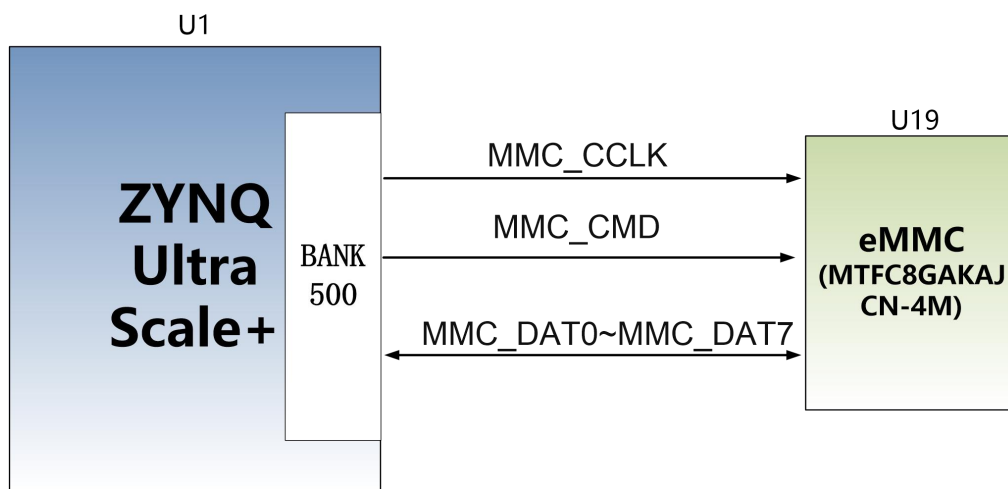 U1
U19
ZYNQ
Ultra
Scale+
BANK
500
MMC_CCLK
MMC_CMD
MMC_DAT0~MMC_DAT7
eMMC
(MTFC8GAKAJ
CN-4M)